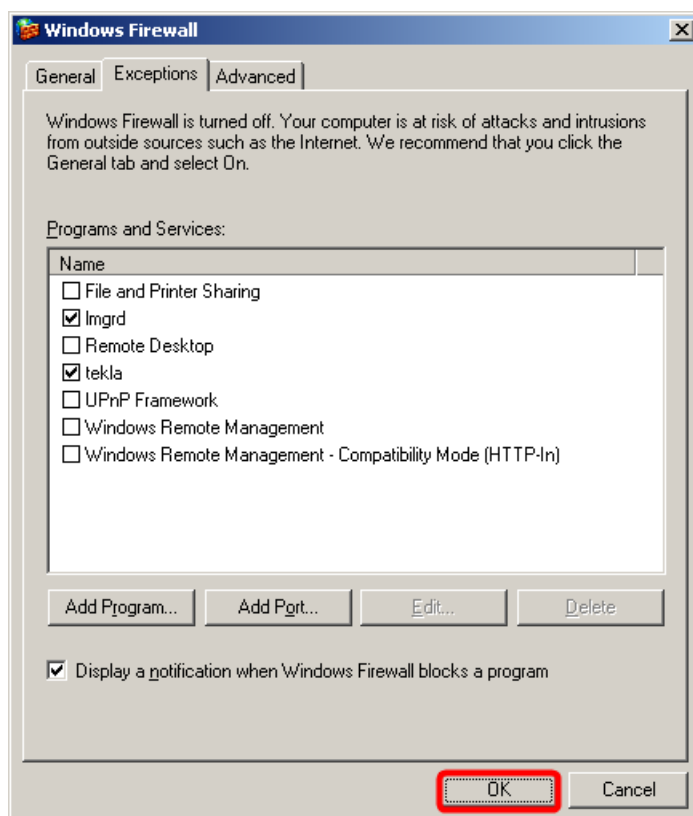 Windows Firewall
General
Exceptions
Advanced
Windows Firewall is turned off. Your computer is at risk of attacks and intrusions
from outside sources such as the Internet. We recommend that you click the
General tab and select On.
Programs and Services:
Name
File and Printer Sharing
lmgrd
Remote Desktop
tekla
UPnP Framework
Windows Remote Management
Windows Remote Management - Compatibility Mode (HTTP-In)
Add Program...
Add Port...
Edit...
Delete
Display a notification when Windows Firewall blocks a program
OK
Cancel